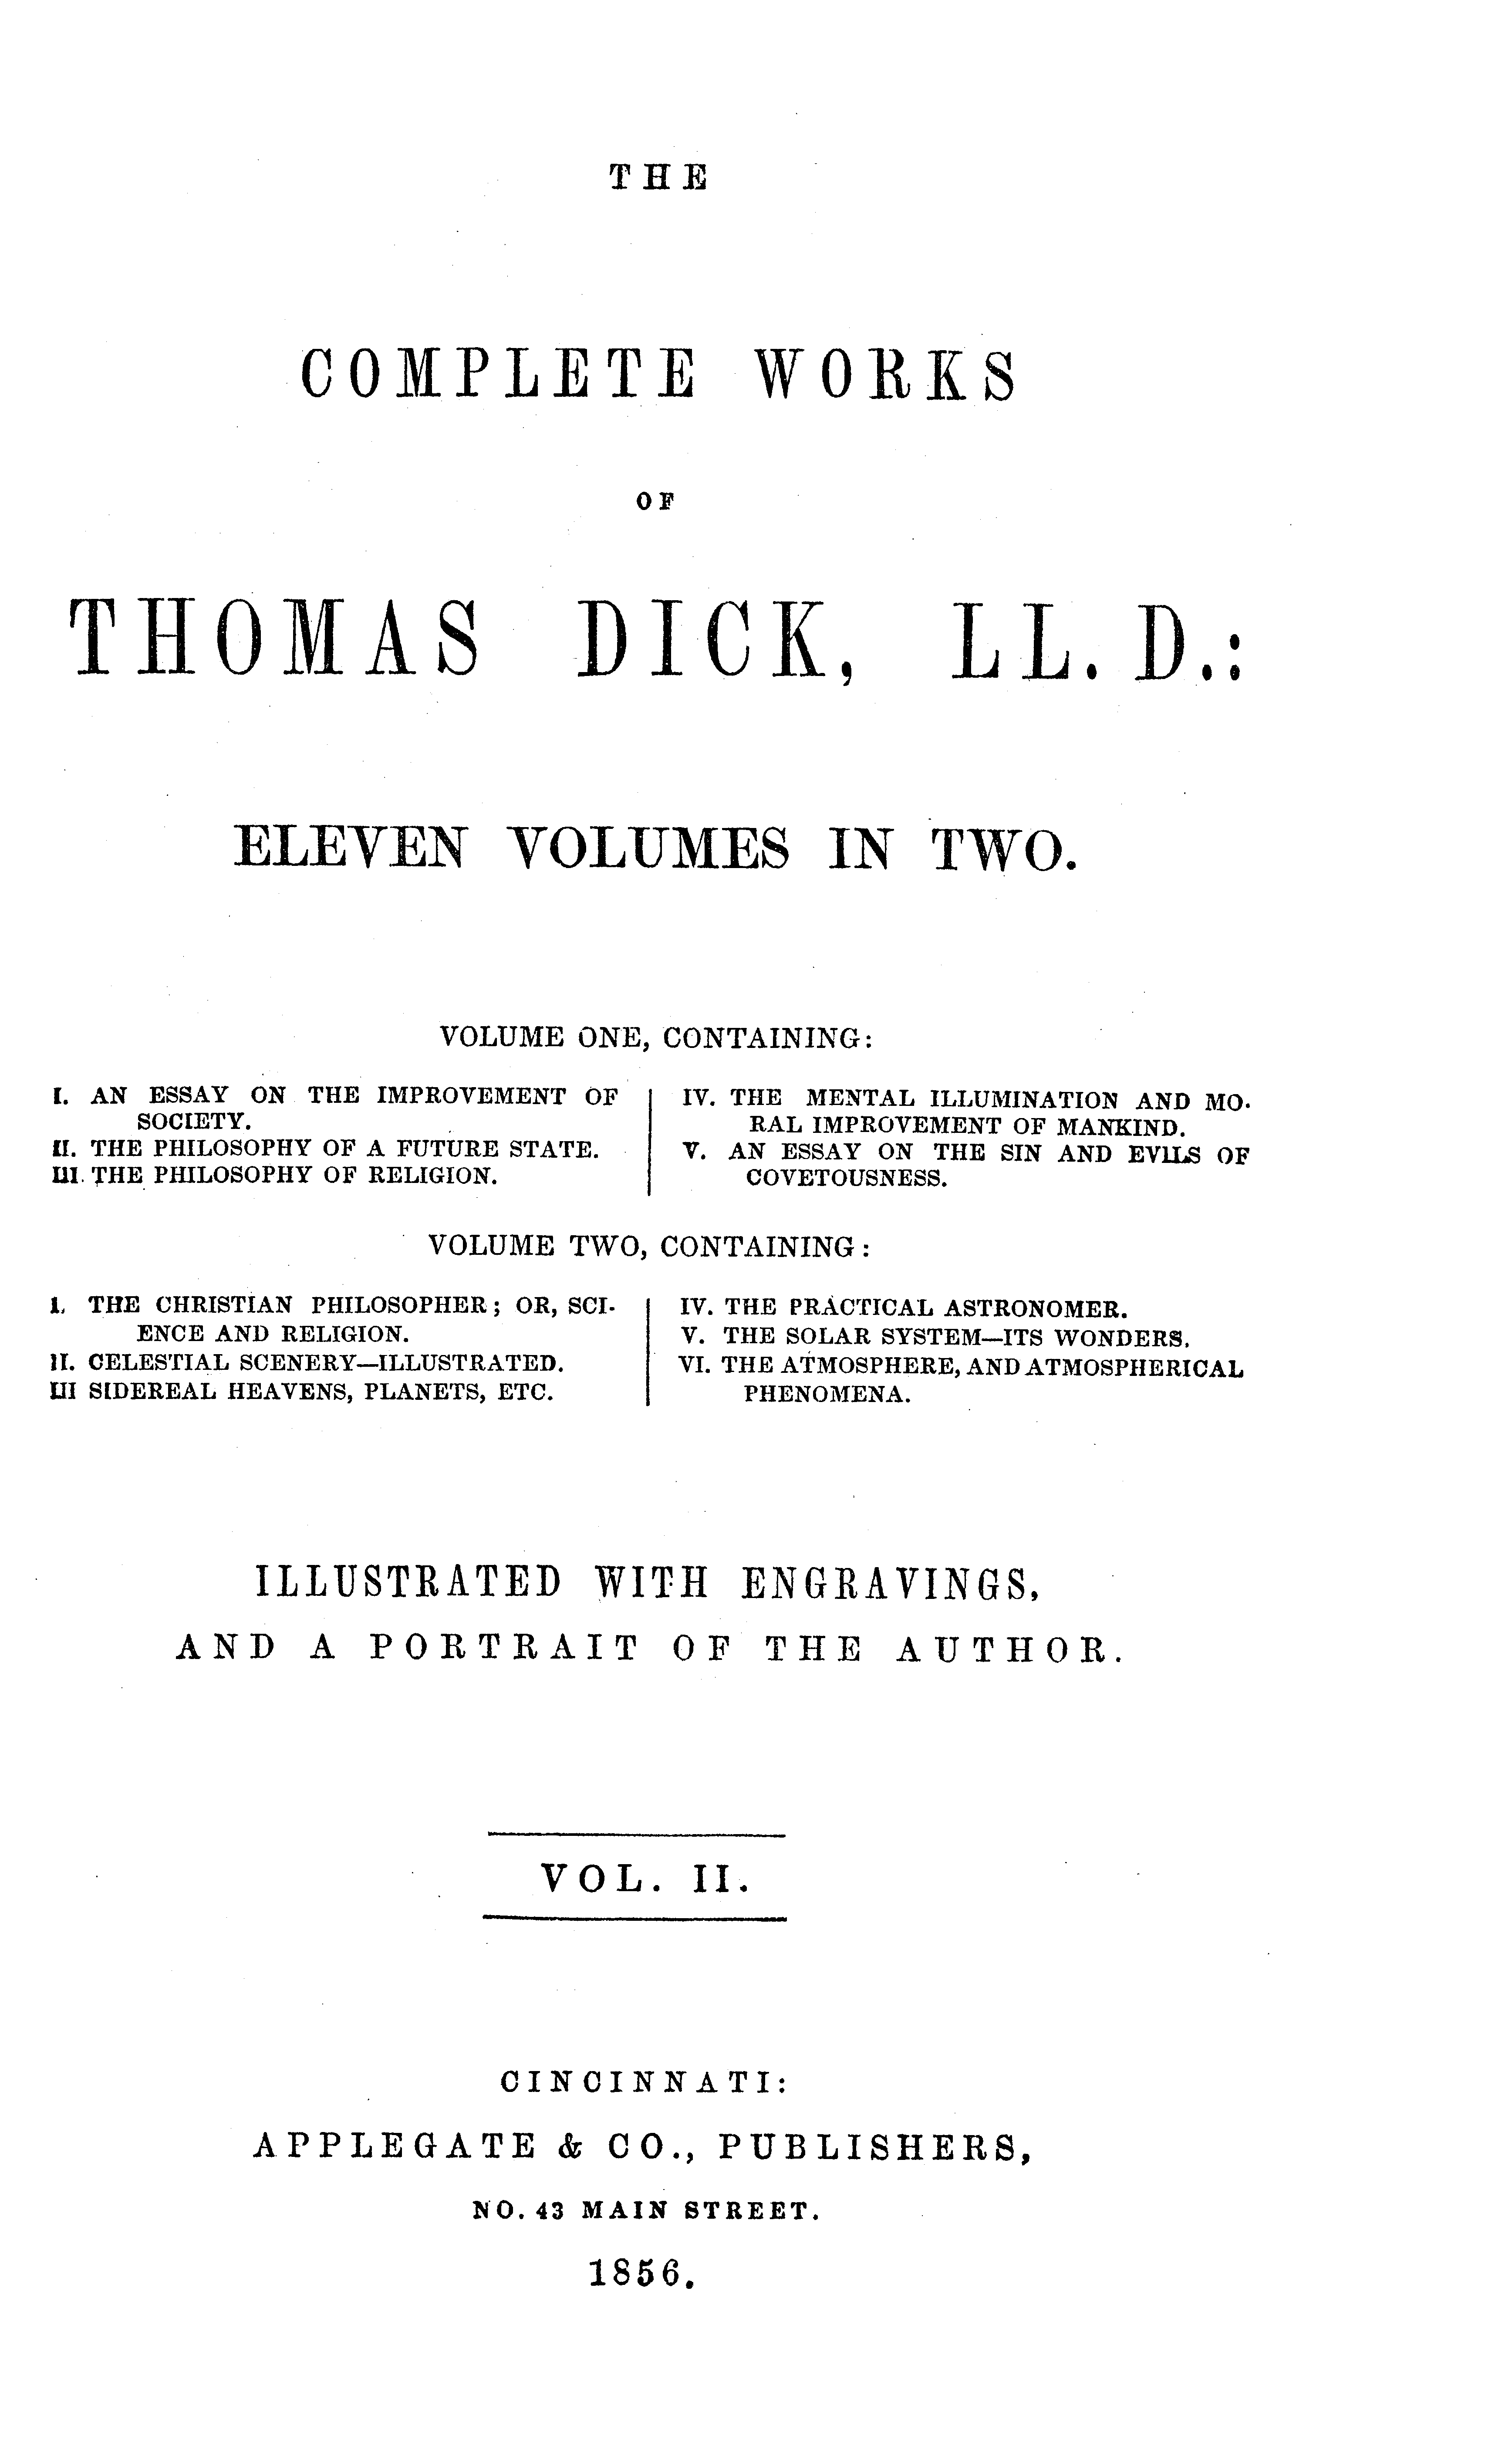 THE
COMPLETE WORKS
OF
THOMAS DICK, LL. D.:
ELEVEN VOLUMES IN TWO.
VOLUME ONE, CONTAINING:
I. AN ESSAY ON THE IMPROVEMENT OF
SOCIETY.
II. THE PHILOSOPHY OF A FUTURE STATE.
III. THE PHILOSOPHY OF RELIGION.
IV. THE MENTAL ILLUMINATION AND MO-
RAL IMPROVEMENT OF MANKIND.
V. AN ESSAY ON THE SIN AND EVILS OF
COVETOUSNESS.
VOLUME TWO, CONTAINING:
I. THE CHRISTIAN PHILOSOPHER; OR, SCI-
ENCE AND RELIGION.
II. CELESTIAL SCENERY—ILLUSTRATED.
III SIDEREAL HEAVENS, PLANETS, ETC.
IV. THE PRACTICAL ASTRONOMER.
V. THE SOLAR SYSTEM—ITS WONDERS.
VI. THE ATMOSPHERE, AND ATMOSPHERICAL
PHENOMENA.
ILLUSTRATED WITH ENGRAVINGS,
AND A PORTRAIT OF THE AUTHOR.
VOL. II.
CINCINNATI:
APPLEGATE & CO., PUBLISHERS,
NO. 43 MAIN STREET.
1856.